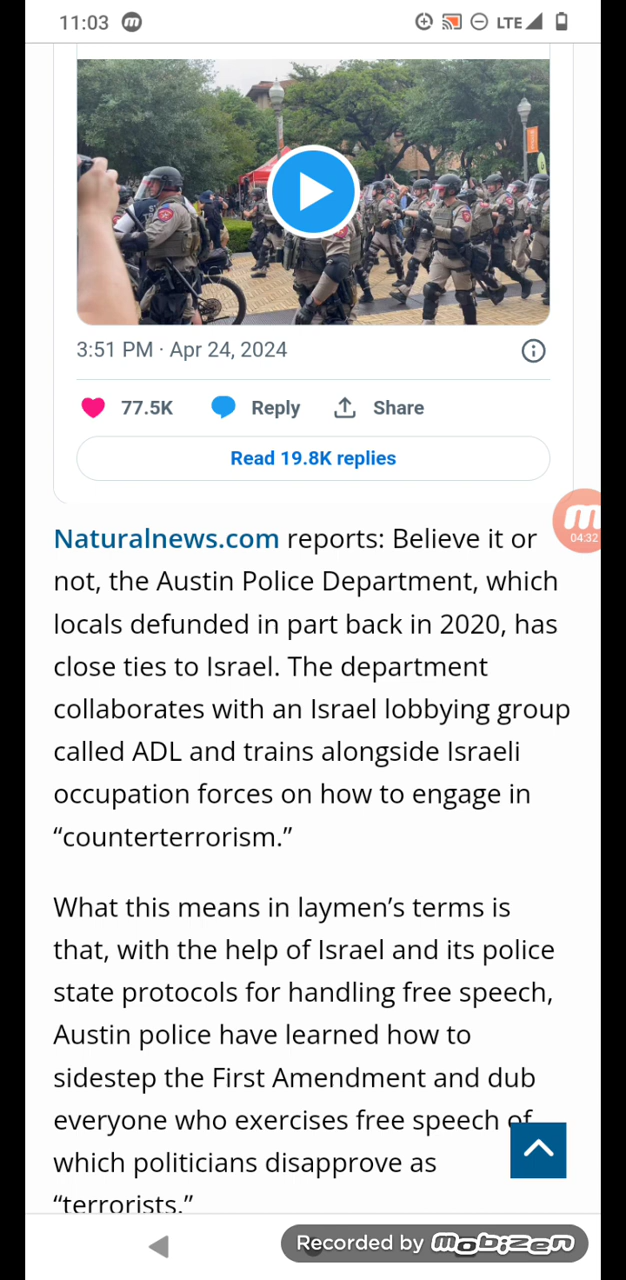 11:03
LTE
3:51 PM · Apr 24, 2024
77.5K Reply Share
Read 19.8K replies
04:32
Naturalnews.com reports: Believe it or
not, the Austin Police Department, which
locals defunded in part back in 2020, has
close ties to Israel. The department
collaborates with an Israel lobbying group
called ADL and trains alongside Israeli
occupation forces on how to engage in
“counterterrorism.”
What this means in laymen’s terms is
that, with the help of Israel and its police
state protocols for handling free speech,
Austin police have learned how to
sidestep the First Amendment and dub
everyone who exercises free speech of
which politicians disapprove as
“terrorists.”
Recorded by mobizen